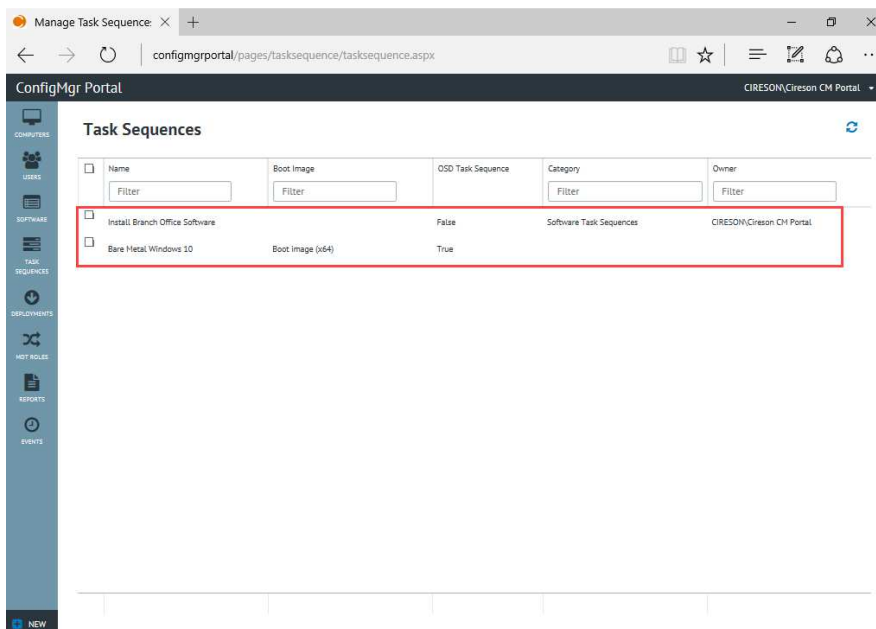 Manage Task Sequence:
configmgrportal/pages/tasksequence/tasksequence.aspx
ConfigMgr Portal
CIRESON\Cireson CM Portal
COMPUTERS
USERS
SOFTWARE
TASK
SEQUENCES
DEPLOYMENTS
MGT ROLES
REPORTS
EVENTS
NEW
Task Sequences
Name Boot Image OSD Task Sequence Category Owner
Filter Filter Filter Filter
Install Branch Office Software False Software Task Sequences CIRESON\Cireson CM Portal
Bare Metal Windows 10 Boot image (x64) True